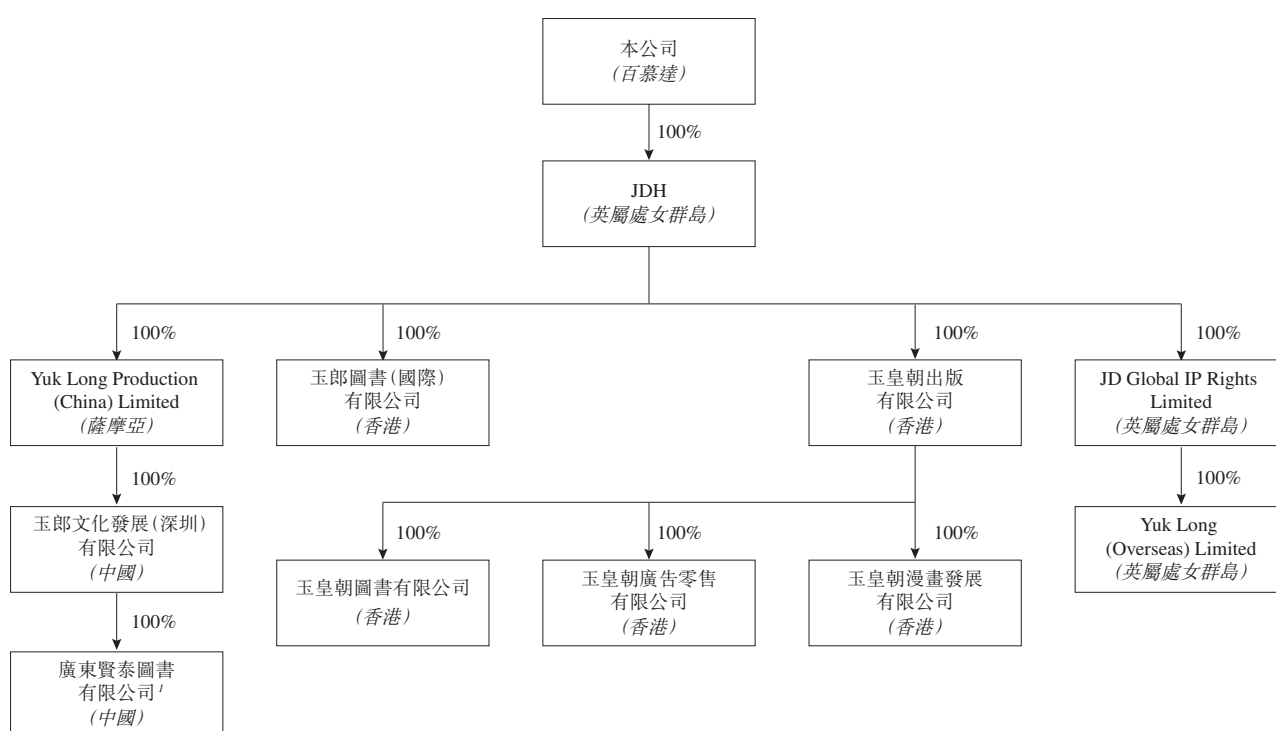 本公司
(百慕達)
100%
JDH
(英屬處女群島)
100%
100%
100%
100%
Yuk Long Production
(China) Limited
(薩摩亞)
玉郎圖書(國際)
有限公司
(香港)
玉皇朝出版
有限公司
(香港)
JD Global IP Rights
Limited
(英屬處女群島)
100%
100%
玉郎文化發展(深圳)
有限公司
(中國)
Yuk Long
(Overseas) Limited
(英屬處女群島)
100%
100%
100%
玉皇朝圖書有限公司
(香港)
玉皇朝廣告零售
有限公司
(香港)
玉皇朝漫畫發展
有限公司
(香港)
100%
廣東賢泰圖書
有限公司1
(中國)